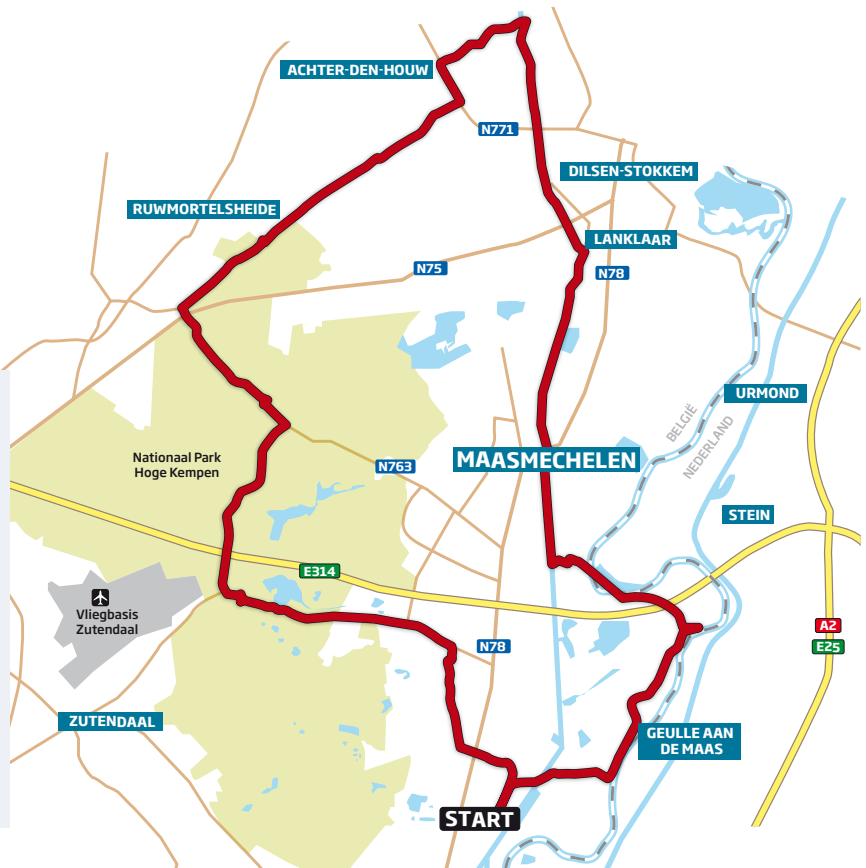 ACHTER-DEN-HOUW
N771
DILSEN-STOKKEM
RUWMORTELSHEIDE
LANKLAAR
N75
N78
URMOND
BELGIË
NEDERLAND
Nationaal Park
Hoge Kempen
N763
MAASMECHELEN
STEIN
E314
Vliegbasis
Zutendaal
A2
E25
N78
ZUTENDAAL
GEULLE AAN
DE MAAS
START